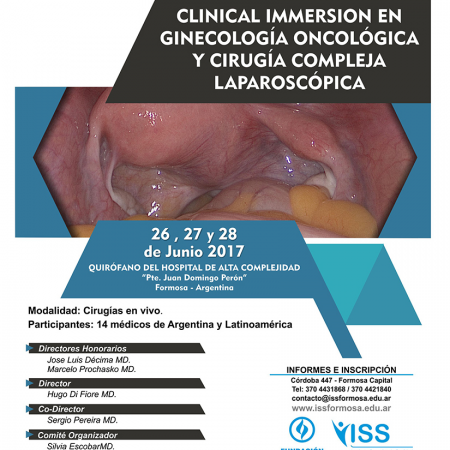 CLINICAL IMMERSION EN
GINECOLOGÍA ONCOLÓGICA
Y CIRUGÍA COMPLEJA
LAPAROSCÓPICA
26 , 27 y 28
de Junio 2017
QUIRÓFANO DEL HOSPITAL DE ALTA COMPLEJIDAD
"Pte. Juan Domingo Perón"
Formosa - Argentina
Modalidad: Cirugías en vivo.
Participantes: 14 médicos de Argentina y Latinoamérica
Directores Honorarios
Jose Luis Décima MD.
Marcelo Prochasko MD.
Director
Hugo Di Fiore MD.
Co-Director
Sergio Pereira MD.
Comité Organizador
Silvia EscobarMD.
INFORMES E INSCRIPCIÓN
Córdoba 447 - Formosa Capital
Tel: 370 4431868 / 370 4421840
contacto@issformosa.edu.ar
www.issformosa.edu.ar
FUNDACIÓN
ISS